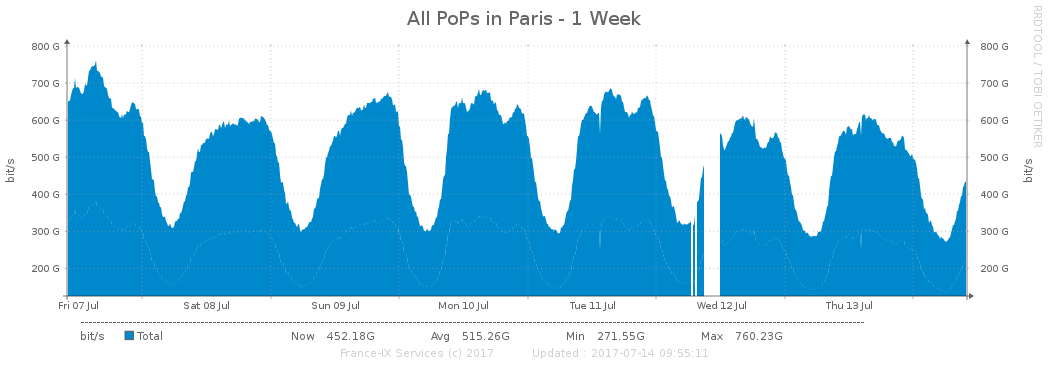 All PoPs in Paris - 1 Week
RRDTOOL / TOBI OETIKER
800 G 800 G
700 G 700 G
600 G 600 G
500 G 500 G
400 G 400 G
300 G 300 G
200 G 200 G
bit/s
bit/s
Fri 07 Jul Sat 08 Jul Sun 09 Jul Mon 10 Jul Tue 11 Jul Wed 12 Jul Thu 13 Jul
bit/s Total Now 452.18G Avg 515.26G Min 271.55G Max 760.23G
France-IX Services (c) 2017 Updated : 2017-07-14 09:55:11